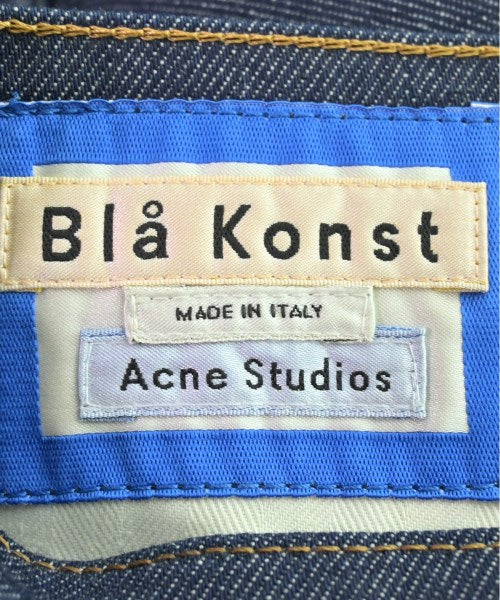 Blå Konst
MADE IN ITALY
Acne Studios